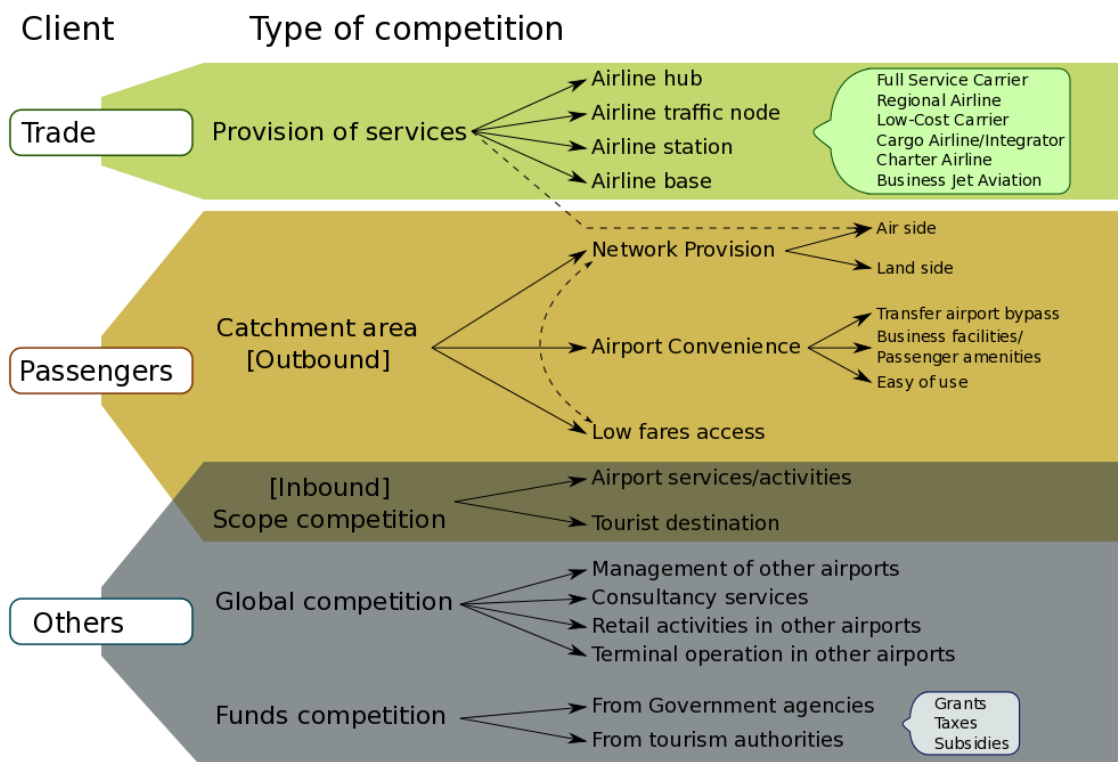 Client
Type of competition
Trade
Provision of services
Airline hub
Airline traffic node
Airline station
Airline base
Full Service Carrier
Regional Airline
Low-Cost Carrier
Cargo Airline/Integrator
Charter Airline
Business Jet Aviation
Passengers
Catchment area
[Outbound]
Network Provision
Air side
Land side
Airport Convenience
Transfer airport bypass
Business facilities/
Passenger amenities
Easy of use
Low fares access
[Inbound]
Scope competition
Airport services/activities
Tourist destination
Others
Global competition
Management of other airports
Consultancy services
Retail activities in other airports
Terminal operation in other airports
Funds competition
From Government agencies
From tourism authorities
Grants
Taxes
Subsidies